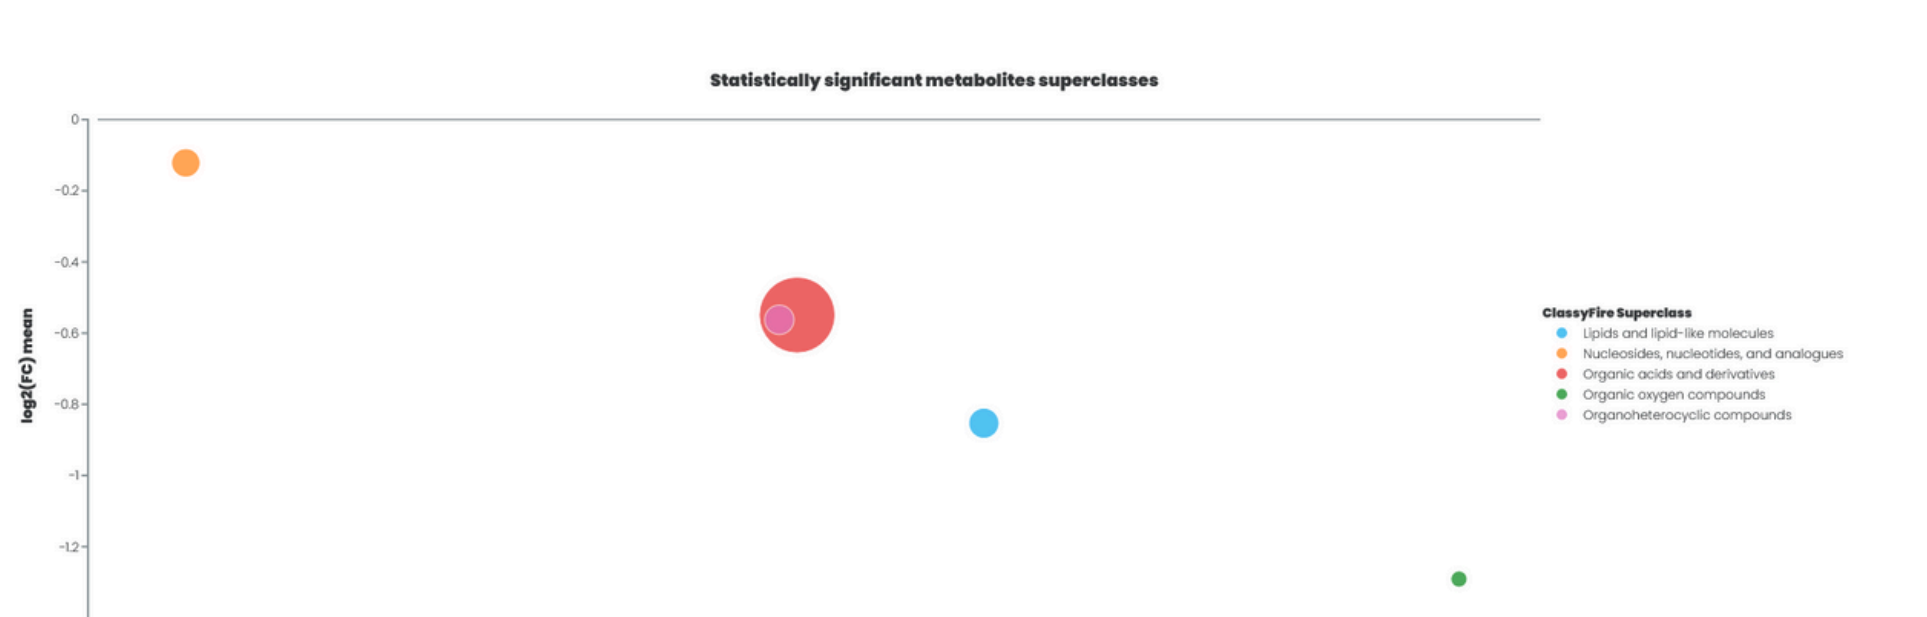 Statistically significant metabolites superclasses
0
-0.2
-0.4
-0.6
-0.8
-1
-1.2
log2(FC) mean
ClassyFire Superclass
Lipids and lipid-like molecules
Nucleosides, nucleotides, and analogues
Organic acids and derivatives
Organic oxygen compounds
Organoheterocyclic compounds